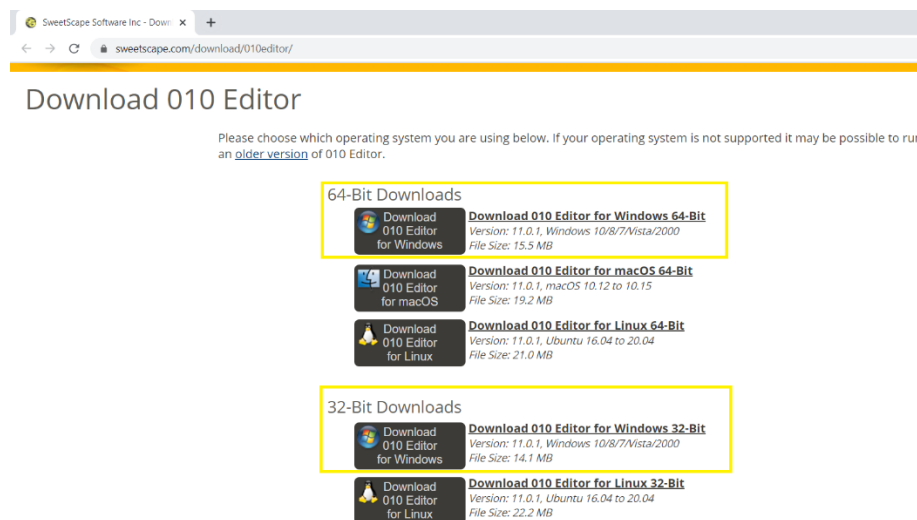 SweetScape Software Inc - Down
sweetscape.com/download/010editor/
Download 010 Editor
Please choose which operating system you are using below. If your operating system is not supported it may be possible to
an older version of 010 Editor.
64-Bit Downloads
Download
010 Editor
for Windows
Download 010 Editor for Windows 64-Bit
Version: 11.0.1, Windows 10/8/7/Vista/2000
File Size: 15.5 MB
Download
010 Editor
for macOS
Download 010 Editor for macOS 64-Bit
Version: 11.0.1, macOS 10.12 to 10.15
File Size: 19.2 MB
Download
010 Editor
for Linux
Download 010 Editor for Linux 64-Bit
Version: 11.0.1, Ubuntu 16.04 to 20.04
File Size: 21.0 MB
32-Bit Downloads
Download
010 Editor
for Windows
Download 010 Editor for Windows 32-Bit
Version: 11.0.1, Windows 10/8/7/Vista/2000
File Size: 14.1 MB
Download
010 Editor
for Linux
Download 010 Editor for Linux 32-Bit
Version: 11.0.1, Ubuntu 16.04 to 20.04
File Size: 22.2 MB